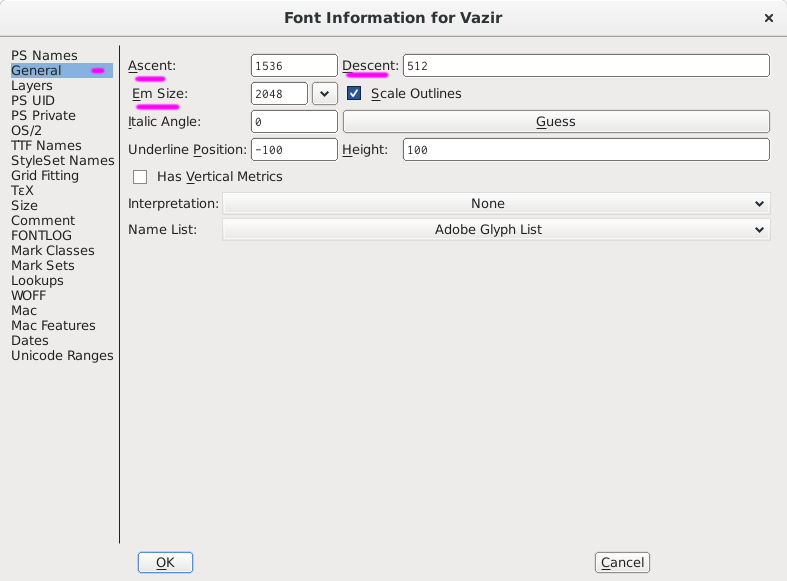 Font Information for Vazir
PS Names
General
Layers
PS UID
PS Private
OS/2
TTF Names
StyleSet Names
Grid Fitting
TεX
Size
Comment
FONTLOG
Mark Classes
Mark Sets
Lookups
WOFF
Mac
Mac Features
Dates
Unicode Ranges
Ascent: 1536 Descent: 512
Em Size: 2048 Scale Outlines
Italic Angle: 0 Guess
Underline Position: -100 Height: 100
Has Vertical Metrics
Interpretation: None
Name List: Adobe Glyph List
OK Cancel